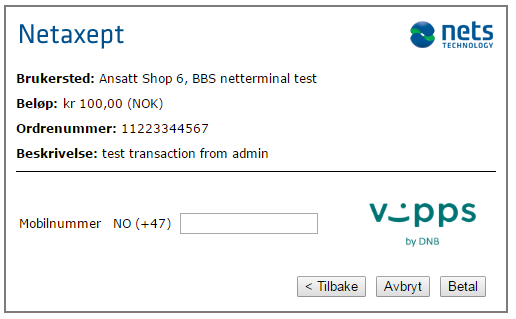 Netaxept
nets
TECHNOLOGY
Brukersted: Ansatt Shop 6, BBS netterminal test
Beløp: kr 100,00 (NOK)
Ordrenummer: 11223344567
Beskrivelse: test transaction from admin
Mobilnummer NO (+47)
vipps
by DNB
< Tilbake Avbryt Betal